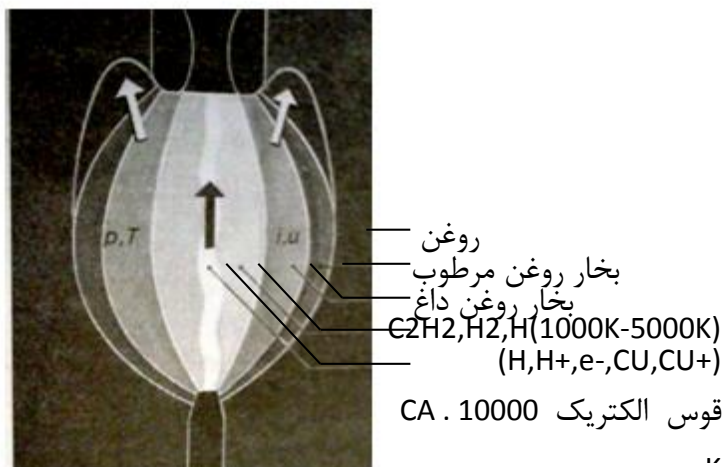 p,T
i,u
روغن
بخار روغن مرطوب
بخار روغن داغ
C2H2,H2,H(1000K-5000K)
(H,H+,e-,CU,CU+)
قوس الکتریک CA . 10000
K